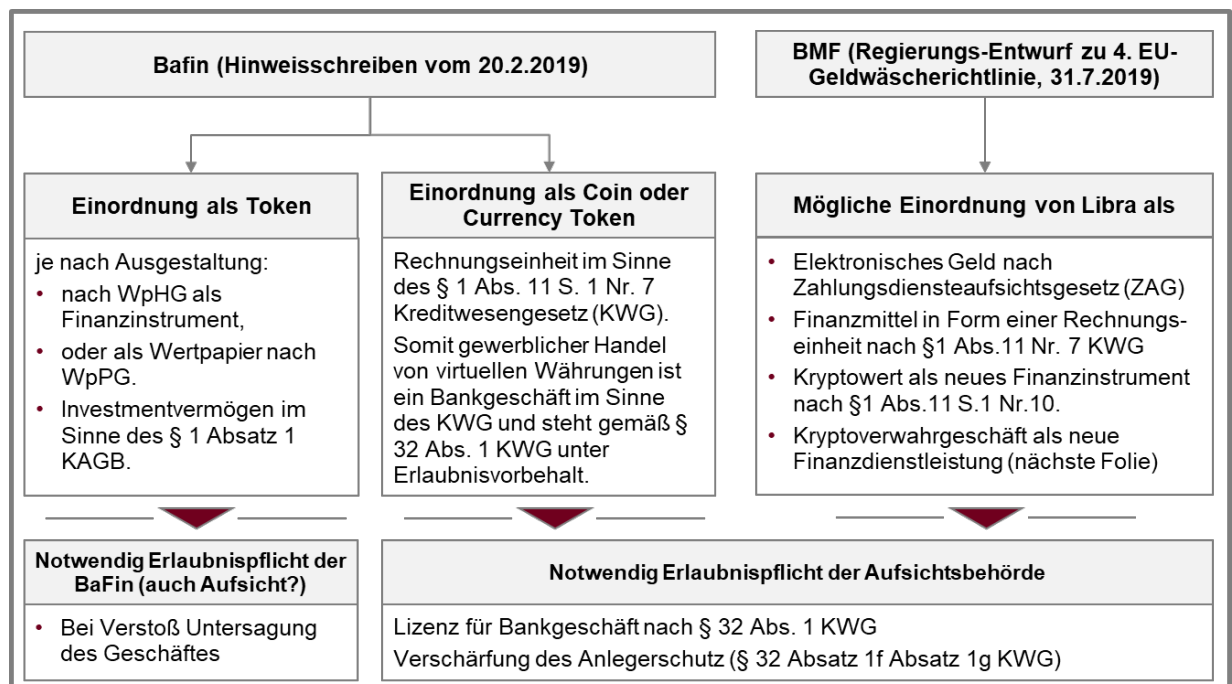 Bafin (Hinweisschreiben vom 20.2.2019)
BMF (Regierungs-Entwurf zu 4. EU-
Geldwäscherichtlinie, 31.7.2019)
Einordnung als Token
je nach Ausgestaltung:
• nach WpHG als
Finanzinstrument,
• oder als Wertpapier nach
WpPG.
• Investmentvermögen im
Sinne des § 1 Absatz 1
KAGB.
Einordnung als Coin oder
Currency Token
Rechnungseinheit im Sinne
des § 1 Abs. 11 S. 1 Nr. 7
Kreditwesengesetz (KWG).
Somit gewerblicher Handel
von virtuellen Währungen ist
ein Bankgeschäft im Sinne
des KWG und steht gemäß §
32 Abs. 1 KWG unter
Erlaubnisvorbehalt.
Mögliche Einordnung von Libra als
• Elektronisches Geld nach
Zahlungsdiensteaufsichtsgesetz (ZAG)
• Finanzmittel in Form einer Rechnungs-
einheit nach §1 Abs.11 Nr. 7 KWG
• Kryptowert als neues Finanzinstrument
nach §1 Abs.11 S.1 Nr.10.
• Kryptoverwahrgeschäft als neue
Finanzdienstleistung (nächste Folie)
Notwendig Erlaubnispflicht der
BaFin (auch Aufsicht?)
• Bei Verstoß Untersagung
des Geschäftes
Notwendig Erlaubnispflicht der Aufsichtsbehörde
Lizenz für Bankgeschäft nach § 32 Abs. 1 KWG
Verschärfung des Anlegerschutz (§ 32 Absatz 1f Absatz 1g KWG)